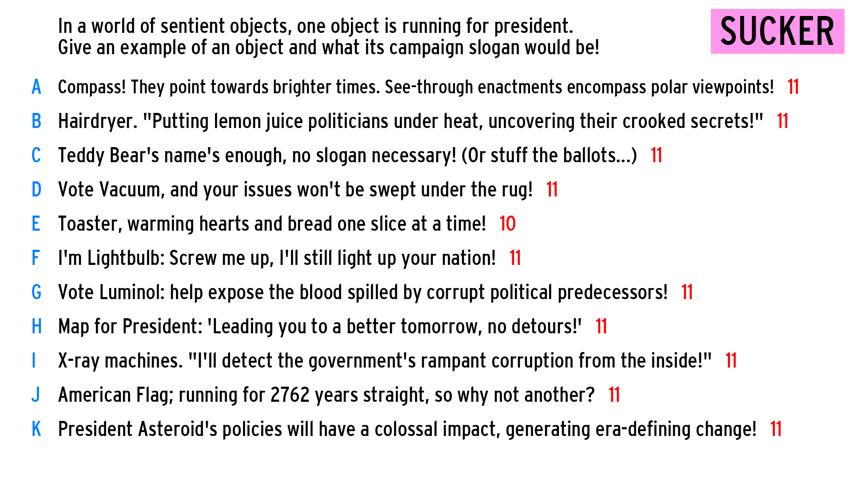 In a world of sentient objects, one object is running for president.
Give an example of an object and what its campaign slogan would be!
SUCKER
A Compass! They point towards brighter times. See-through enactments encompass polar viewpoints! 11
B Hairdryer. "Putting lemon juice politicians under heat, uncovering their crooked secrets!" 11
C Teddy Bear's name's enough, no slogan necessary! (Or stuff the ballots...) 11
D Vote Vacuum, and your issues won't be swept under the rug! 11
E Toaster, warming hearts and bread one slice at a time! 10
F I'm Lightbulb: Screw me up, I'll still light up your nation! 11
G Vote Luminol: help expose the blood spilled by corrupt political predecessors! 11
H Map for President: 'Leading you to a better tomorrow, no detours!' 11
I X-ray machines. "I'll detect the government's rampant corruption from the inside!" 11
J American Flag; running for 2762 years straight, so why not another? 11
K President Asteroid's policies will have a colossal impact, generating era-defining change! 11